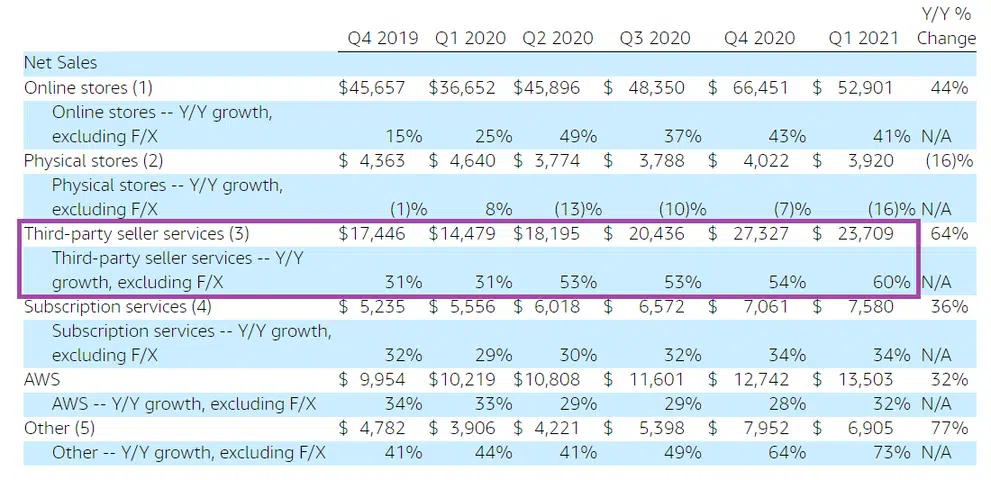 Y/Y %
Q4 2019 Q1 2020 Q2 2020 Q3 2020 Q4 2020 Q1 2021 Change
Net Sales
Online stores (1) $45,657 $36,652 $45,896 $ 48,350 $ 66,451 $ 52,901 44%
Online stores -- Y/Y growth,
excluding F/X 15% 25% 49% 37% 43% 41% N/A
Physical stores (2) $ 4,363 $ 4,640 $ 3,774 $ 3,788 $ 4,022 $ 3,920 (16)%
Physical stores -- Y/Y growth,
excluding F/X (1)% 8% (13)% (10)% (7)% (16)% N/A
Third-party seller services (3) $17,446 $14,479 $18,195 $ 20,436 $ 27,327 $ 23,709 64%
Third-party seller services -- Y/Y
growth, excluding F/X 31% 31% 53% 53% 54% 60% N/A
Subscription services (4) $ 5,235 $ 5,556 $ 6,018 $ 6,572 $ 7,061 $ 7,580 36%
Subscription services -- Y/Y growth,
excluding F/X 32% 29% 30% 32% 34% 34% N/A
AWS $ 9,954 $10,219 $10,808 $ 11,601 $ 12,742 $ 13,503 32%
AWS -- Y/Y growth, excluding F/X 34% 33% 29% 29% 28% 32% N/A
Other (5) $ 4,782 $ 3,906 $ 4,221 $ 5,398 $ 7,952 $ 6,905 77%
Other -- Y/Y growth, excluding F/X 41% 44% 41% 49% 64% 73% N/A